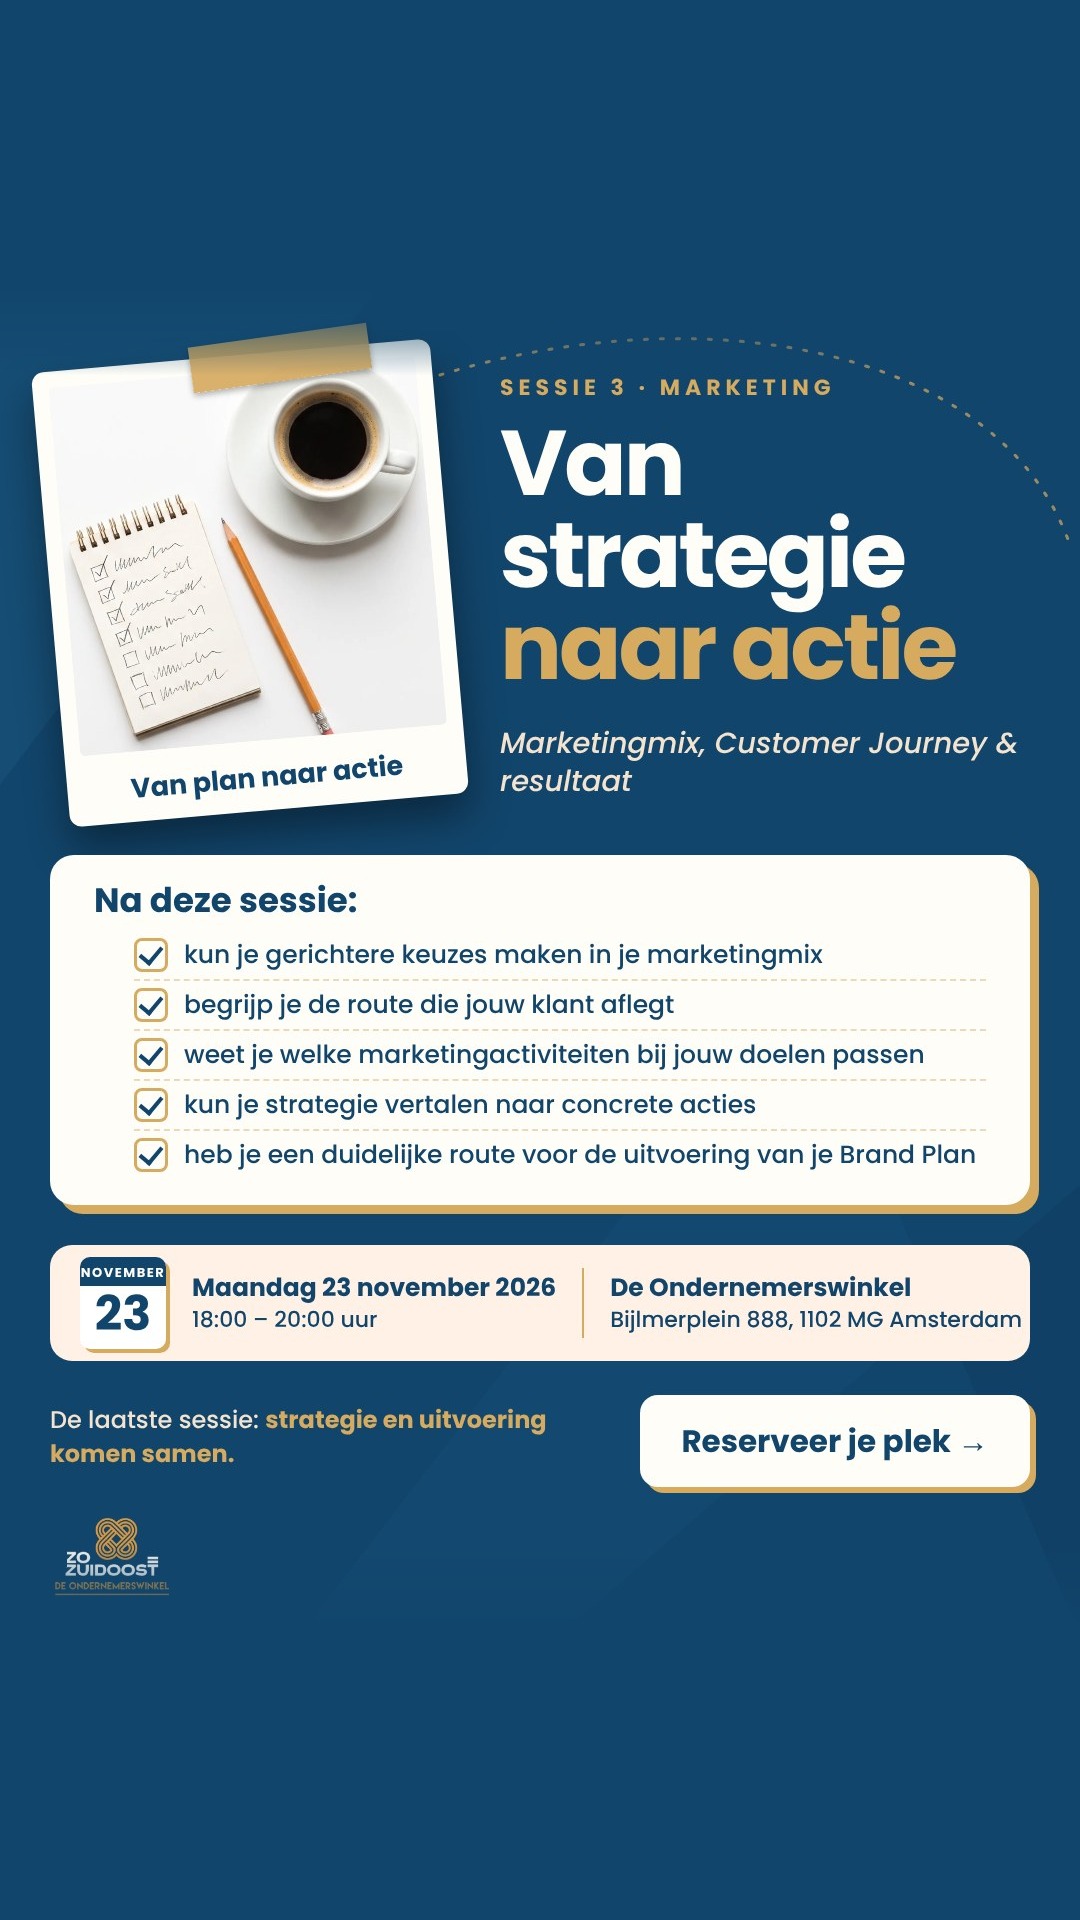 SESSIE 3 · MARKETING
Van
strategie
naar actie
Marketingmix, Customer Journey &
resultaat
Van plan naar actie
Na deze sessie:
kun je gerichtere keuzes maken in je marketingmix
begrijp je de route die jouw klant aflegt
weet je welke marketingactiviteiten bij jouw doelen passen
kun je strategie vertalen naar concrete acties
heb je een duidelijke route voor de uitvoering van je Brand Plan
NOVEMBER
23
Maandag 23 november 2026
18:00 – 20:00 uur
De Ondernemerswinkel
Bijlmerplein 888, 1102 MG Amsterdam
De laatste sessie: strategie en uitvoering
komen samen.
Reserveer je plek →
ZO
ZUIDOOST
DE ONDERNEMERSWINKEL